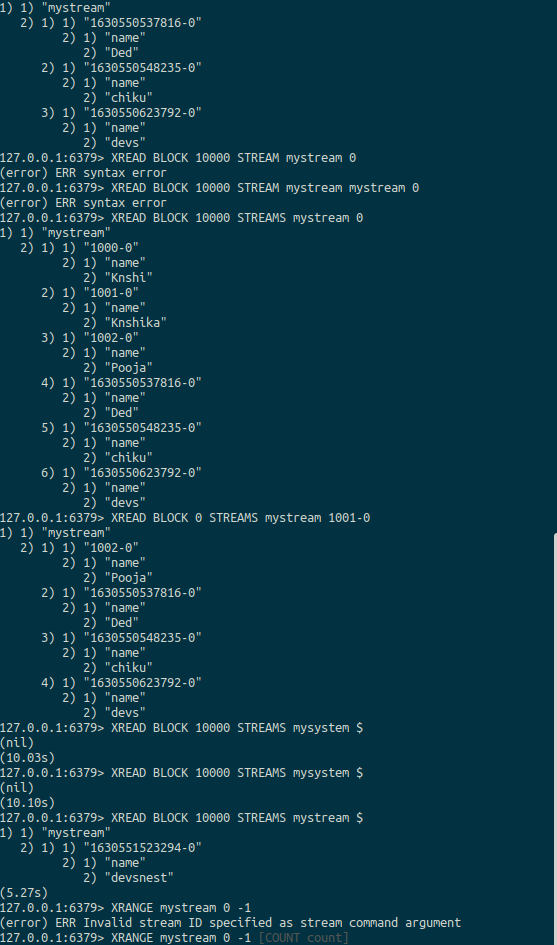 1) 1) "mystream"
   2) 1) 1) "1630550537816-0"
         2) 1) "name"
            2) "Ded"
      2) 1) "1630550548235-0"
         2) 1) "name"
            2) "chiku"
      3) 1) "1630550623792-0"
         2) 1) "name"
            2) "devs"
127.0.0.1:6379> XREAD BLOCK 10000 STREAM mystream 0
(error) ERR syntax error
127.0.0.1:6379> XREAD BLOCK 10000 STREAM mystream mystream 0
(error) ERR syntax error
127.0.0.1:6379> XREAD BLOCK 10000 STREAMS mystream 0
1) 1) "mystream"
   2) 1) 1) "1000-0"
         2) 1) "name"
            2) "Knshi"
      2) 1) "1001-0"
         2) 1) "name"
            2) "Knshika"
      3) 1) "1002-0"
         2) 1) "name"
            2) "Pooja"
      4) 1) "1630550537816-0"
         2) 1) "name"
            2) "Ded"
      5) 1) "1630550548235-0"
         2) 1) "name"
            2) "chiku"
      6) 1) "1630550623792-0"
         2) 1) "name"
            2) "devs"
127.0.0.1:6379> XREAD BLOCK 0 STREAMS mystream 1001-0
1) 1) "mystream"
   2) 1) 1) "1002-0"
         2) 1) "name"
            2) "Pooja"
      2) 1) "1630550537816-0"
         2) 1) "name"
            2) "Ded"
      3) 1) "1630550548235-0"
         2) 1) "name"
            2) "chiku"
      4) 1) "1630550623792-0"
         2) 1) "name"
            2) "devs"
127.0.0.1:6379> XREAD BLOCK 10000 STREAMS mysystem $
(nil)
(10.03s)
127.0.0.1:6379> XREAD BLOCK 10000 STREAMS mysystem $
(nil)
(10.10s)
127.0.0.1:6379> XREAD BLOCK 10000 STREAMS mystream $
1) 1) "mystream"
   2) 1) 1) "1630551523294-0"
         2) 1) "name"
            2) "devsnest"
(5.27s)
127.0.0.1:6379> XRANGE mystream 0 -1
(error) ERR Invalid stream ID specified as stream command argument
127.0.0.1:6379> XRANGE mystream 0 -1 [COUNT count]